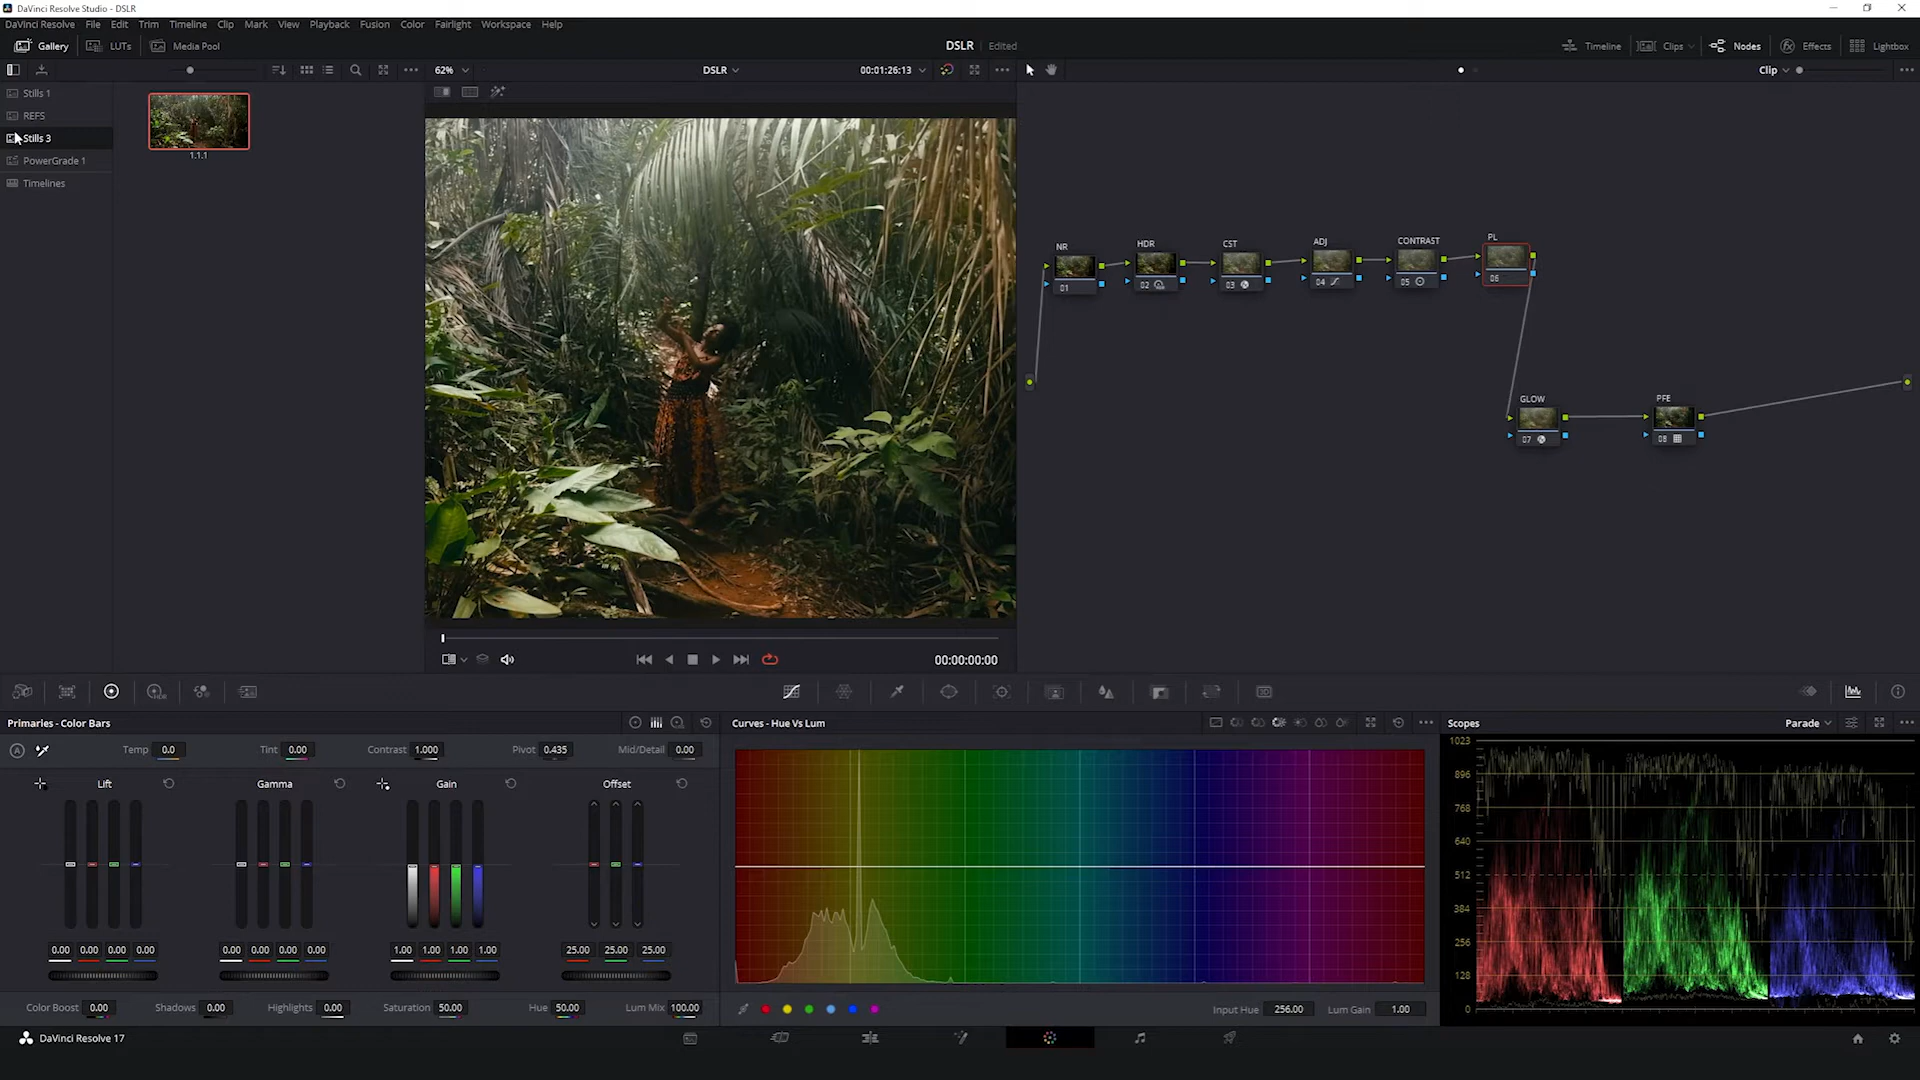 DaVinci Resolve Studio - DSLR
DaVinci Resolve File Edit Trim Timeline Clip Mark View Playback Fusion Color Fairlight Workspace Help
Gallery LUTs Media Pool DSLR Edited Timeline Clips Nodes Effects Lightbox
62% DSLR 00:01:26:13 Clip
Stills 1
REFS
Stills 3
PowerGrade 1
Timelines
1.1.1
NR HDR CST ADJ CONTRAST PL
01 02 03 04 05 06
GLOW PFE
07 08
00:00:00:00
Primaries - Color Bars
Temp 0.0 Tint 0.00 Contrast 1.000 Pivot 0.435 Mid/Detail 0.00
Lift Gamma Gain Offset
0.00 0.00 0.00 0.00 0.00 0.00 0.00 0.00 1.00 1.00 1.00 1.00 25.00 25.00 25.00
Color Boost 0.00 Shadows 0.00 Highlights 0.00 Saturation 50.00 Hue 50.00 Lum Mix 100.00
Curves - Hue Vs Lum
Input Hue 256.00 Lum Gain 1.00
Scopes Parade
1023
896
768
640
512
384
256
128
0
DaVinci Resolve 17